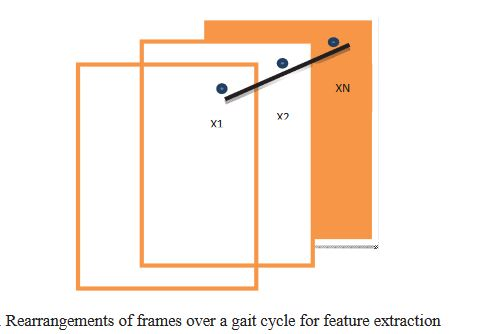 XN
X2
X1
. Rearrangements of frames over a gait cycle for feature extraction